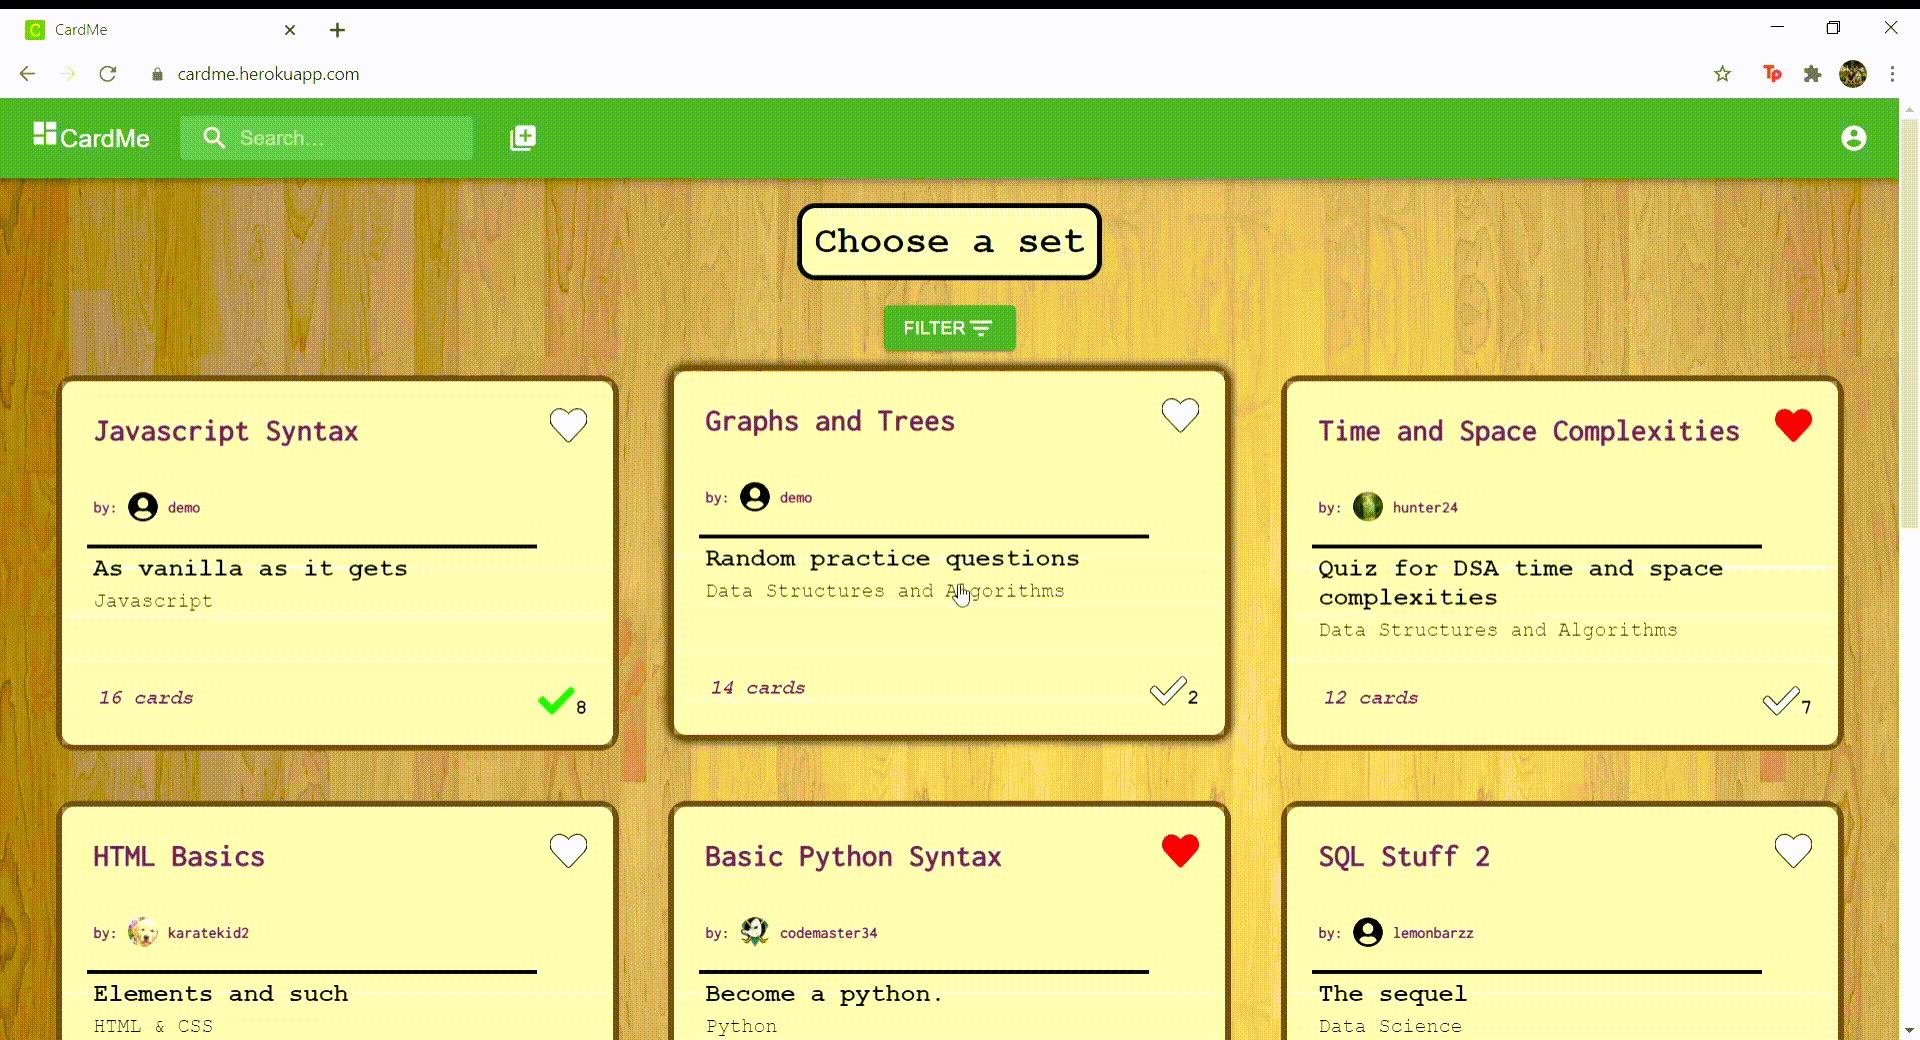 CardMe
cardme.herokuapp.com
Tp
CardMe
Search...
Choose a set
FILTER
Javascript Syntax
by: demo
As vanilla as it gets
Javascript
16 cards
8
Graphs and Trees
by: demo
Random practice questions
Data Structures and Algorithms
14 cards
2
Time and Space Complexities
by: hunter24
Quiz for DSA time and space
complexities
Data Structures and Algorithms
12 cards
7
HTML Basics
by: karatekid2
Elements and such
HTML & CSS
Basic Python Syntax
by: codemaster34
Become a python.
Python
SQL Stuff 2
by: lemonbarzz
The sequel
Data Science